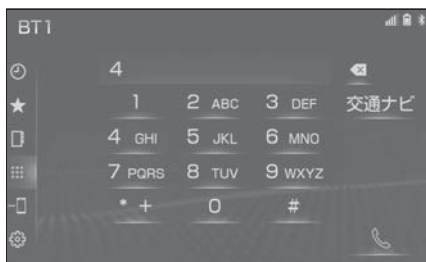 BT1
4
1 2 ABC 3 DEF 交通ナビ
4 GHI 5 JKL 6 MNO
7 PQRS 8 TUV 9 WXYZ
* + 0 #